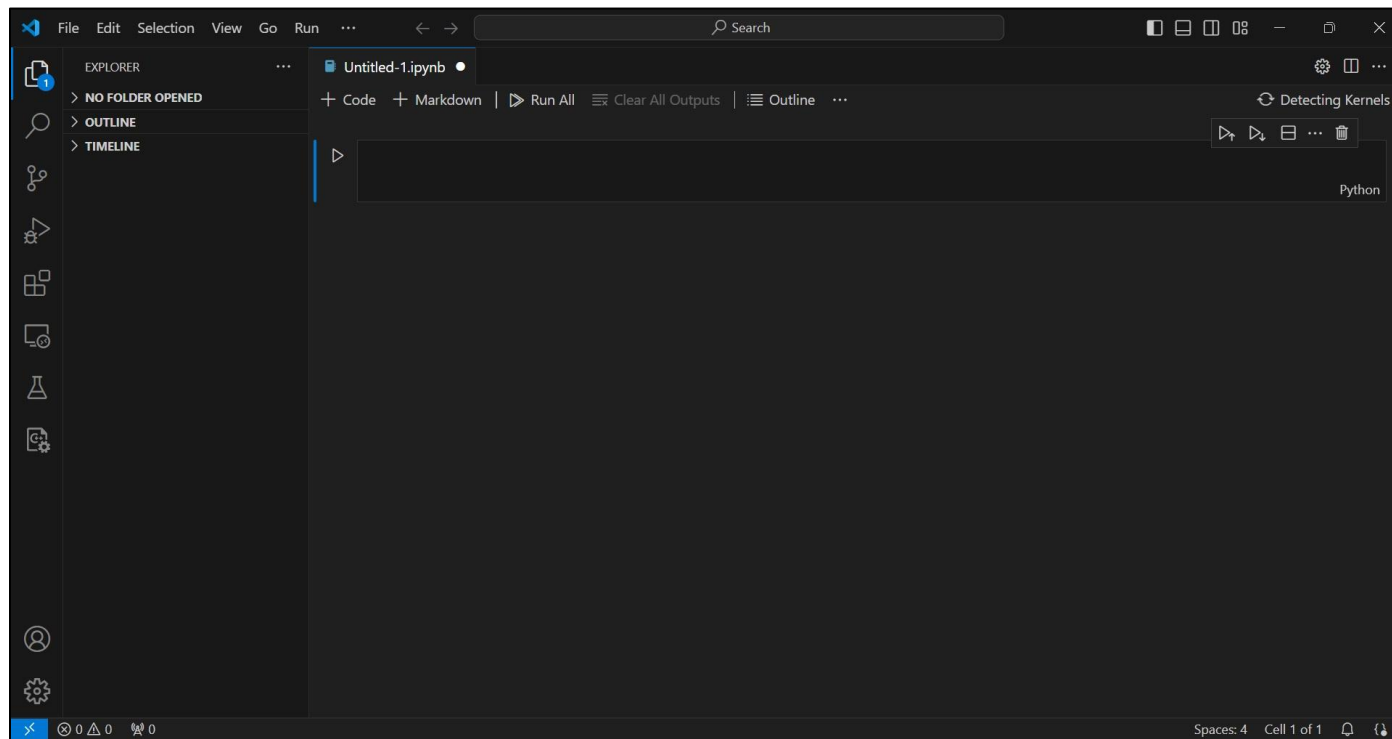 File Edit Selection View Go Run ··· Search
EXPLORER ···
Untitled-1.ipynb
NO FOLDER OPENED
+ Code + Markdown Run All Clear All Outputs Outline ··· Detecting Kernels
OUTLINE
TIMELINE
Python
1
0 0 0 Spaces: 4 Cell 1 of 1